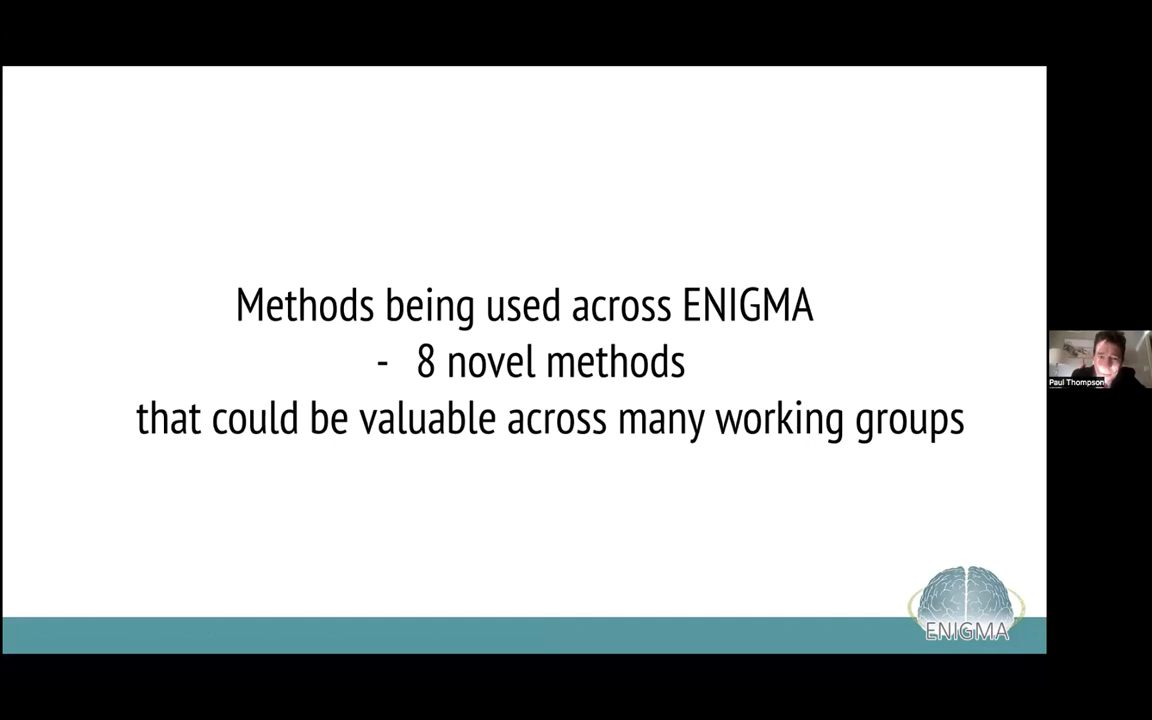 Methods being used across ENIGMA
- 8 novel methods
that could be valuable across many working groups
Paul Thompson
ENIGMA